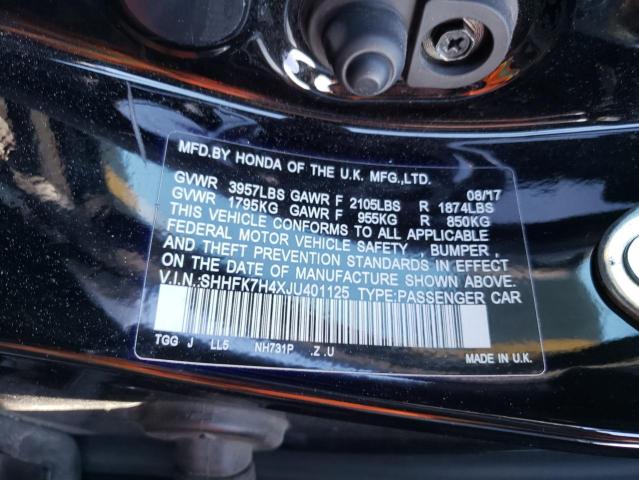 MFD.BY HONDA OF THE U.K. MFG.,LTD.
GVWR 3957LBS GAWR F 2105LBS R 1874LBS 08/17
GVWR 1795KG GAWR F 955KG R 850KG
THIS VEHICLE CONFORMS TO ALL APPLICABLE
FEDERAL MOTOR VEHICLE SAFETY , BUMPER ,
AND THEFT PREVENTION STANDARDS IN EFFECT
ON THE DATE OF MANUFACTURE SHOWN ABOVE.
V.I.N.:SHHFK7H4XJU401125 TYPE:PASSENGER CAR
TGG J LL5 NH731P .Z .U
MADE IN U.K.